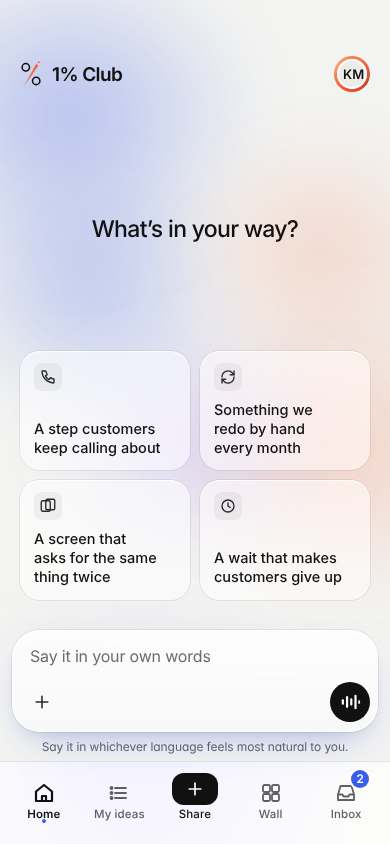 1% Club
KM
What’s in your way?
A step customers
keep calling about
Something we
redo by hand
every month
A screen that
asks for the same
thing twice
A wait that makes
customers give up
Say it in your own words
Say it in whichever language feels most natural to you.
2
Home
My ideas
Share
Wall
Inbox